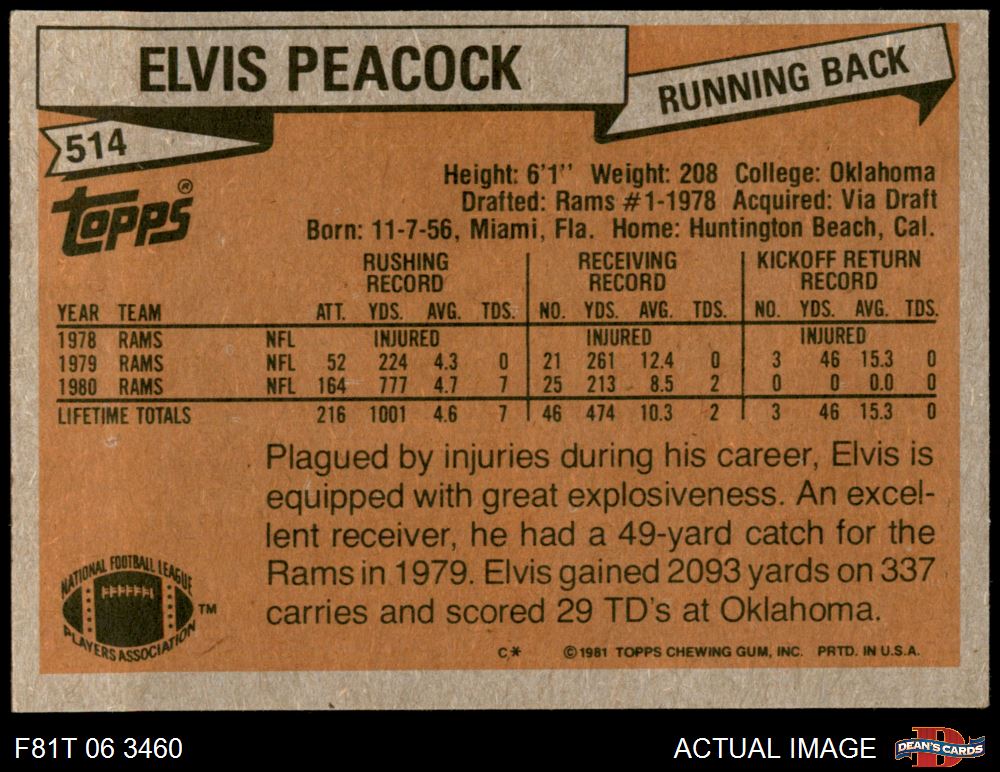 ELVIS PEACOCK
RUNNING BACK
514
TOPPS®
Height: 6'1'' Weight: 208 College: Oklahoma
Drafted: Rams #1-1978 Acquired: Via Draft
Born: 11-7-56, Miami, Fla. Home: Huntington Beach, Cal.
RUSHING RECORD RECEIVING RECORD KICKOFF RETURN RECORD
YEAR TEAM ATT. YDS. AVG. TDS. NO. YDS. AVG. TDS. NO. YDS. AVG. TDS.
1978 RAMS NFL INJURED INJURED INJURED
1979 RAMS NFL 52 224 4.3 0 21 261 12.4 0 3 46 15.3 0
1980 RAMS NFL 164 777 4.7 7 25 213 8.5 2 0 0 0.0 0
LIFETIME TOTALS 216 1001 4.6 7 46 474 10.3 2 3 46 15.3 0
Plagued by injuries during his career, Elvis is
equipped with great explosiveness. An excel-
lent receiver, he had a 49-yard catch for the
Rams in 1979. Elvis gained 2093 yards on 337
carries and scored 29 TD's at Oklahoma.
NATIONAL FOOTBALL LEAGUE
PLAYERS ASSOCIATION
TM
C* ©1981 TOPPS CHEWING GUM, INC. PRTD. IN U.S.A.
F81T 06 3460
ACTUAL IMAGE
D
DEAN'S CARDS